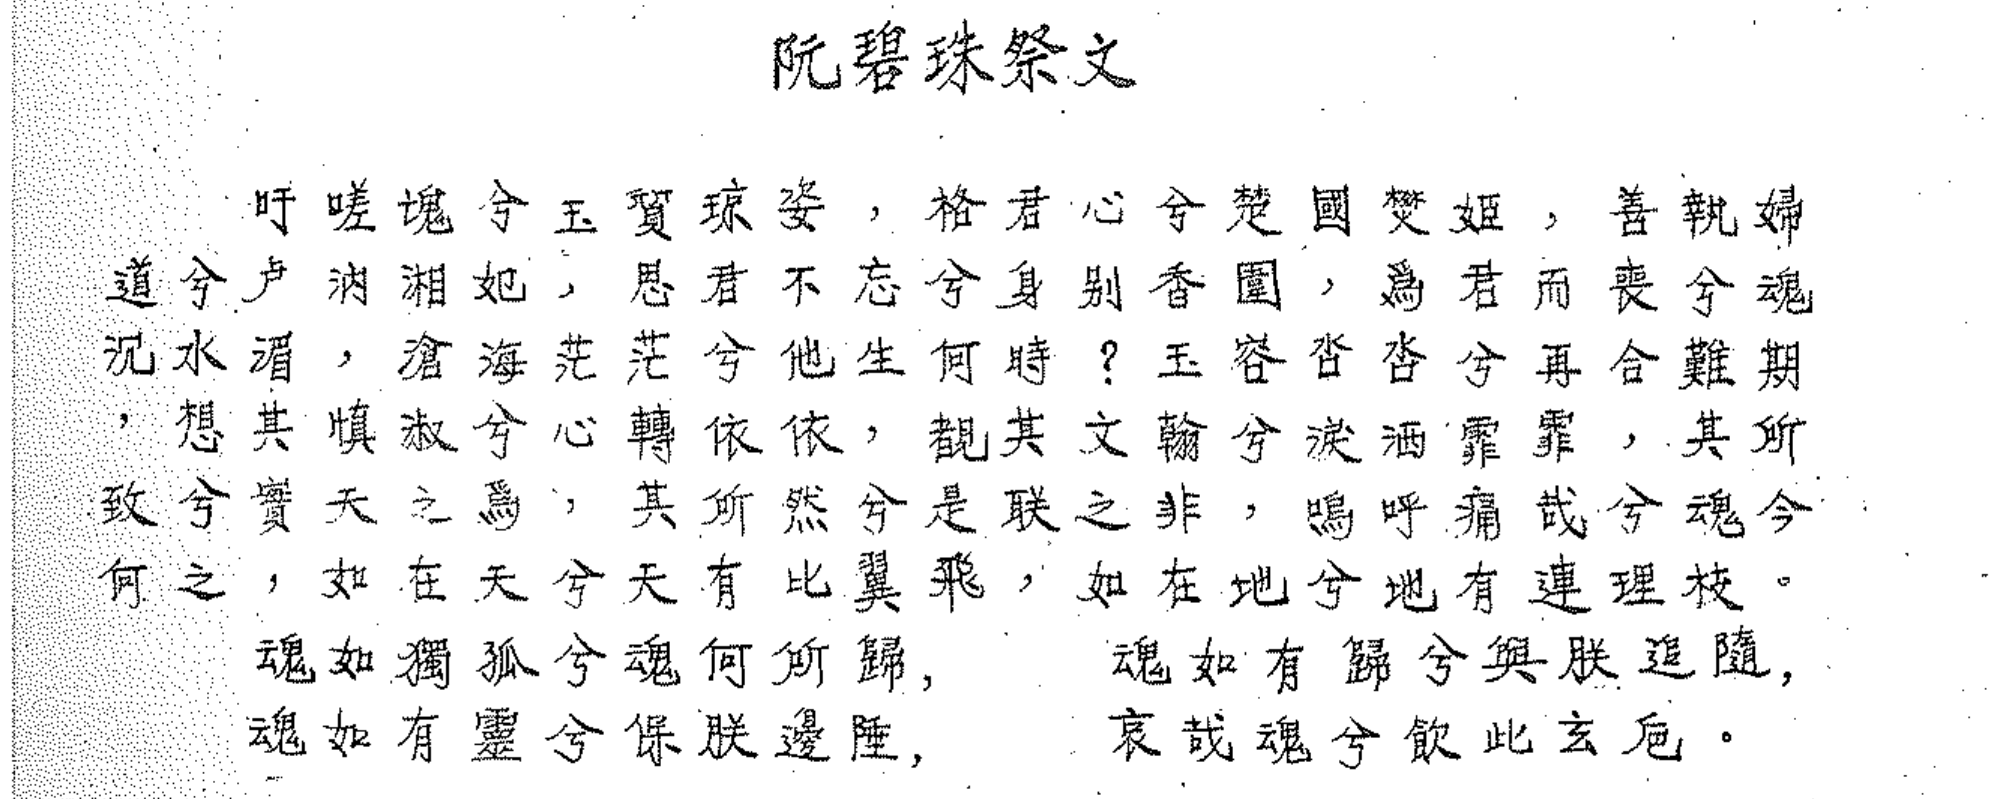 阮碧珠祭文
吁嗟魂兮玉質琼姿，格君心兮楚國樊姬，善執婦
道兮卢汭湘妃，恩君不忘兮身别香闈，爲君而喪兮魂
沉水湄，滄海茫茫兮他生何時？玉容杳杳兮再合難期
，想其慎淑兮心轉依依，覩其文翰兮淚洒霏霏，其所
致兮實天之爲，其所然兮是朕之非，嗚呼痛哉兮魂今
何之，如在天兮天有比翼飛，如在地兮地有連理枝。
魂如獨孤兮魂何所歸，魂如有歸兮與朕追隨，
魂如有靈兮保朕邊陲，哀哉魂兮飲此玄卮。